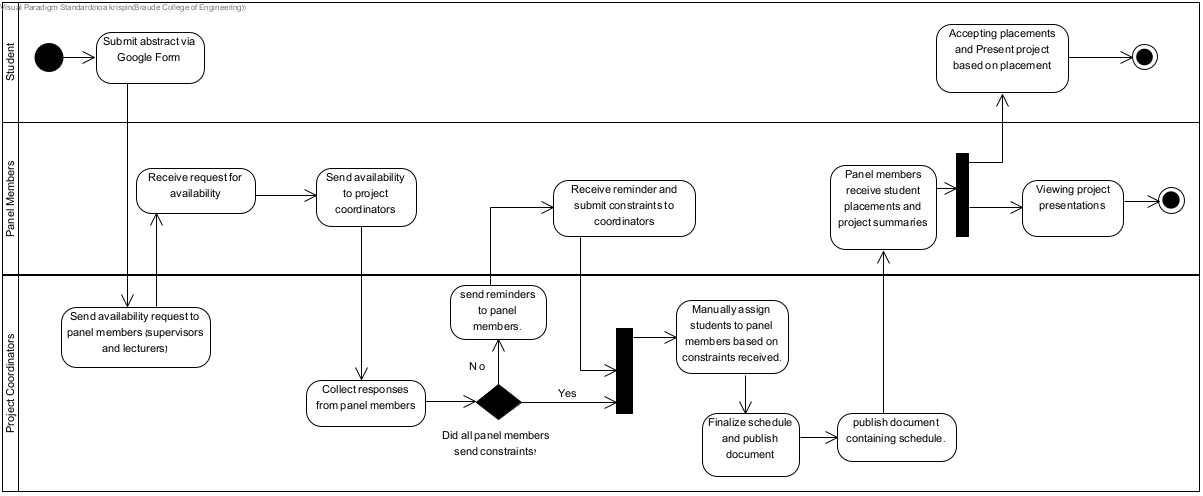 Visual Paradigm Standard(noa krispin(Braude College of Engineering))
Student
Submit abstract via
Google Form
Accepting placements
and Present project
based on placement
Panel Members
Receive request for
availability
Send availability
to project
coordinators
Receive reminder and
submit constraints to
coordinators
Panel members
receive student
placements and
project summaries
Viewing project
presentations
Project Coordinators
Send availability request to
panel members (supervisors
and lecturers)
send reminders
to panel
members.
Manually assign
students to panel
members based on
constraints received.
No
Collect responses
from panel members
Yes
Did all panel members
send constraints?
Finalize schedule
and publish
document
publish document
containing schedule.